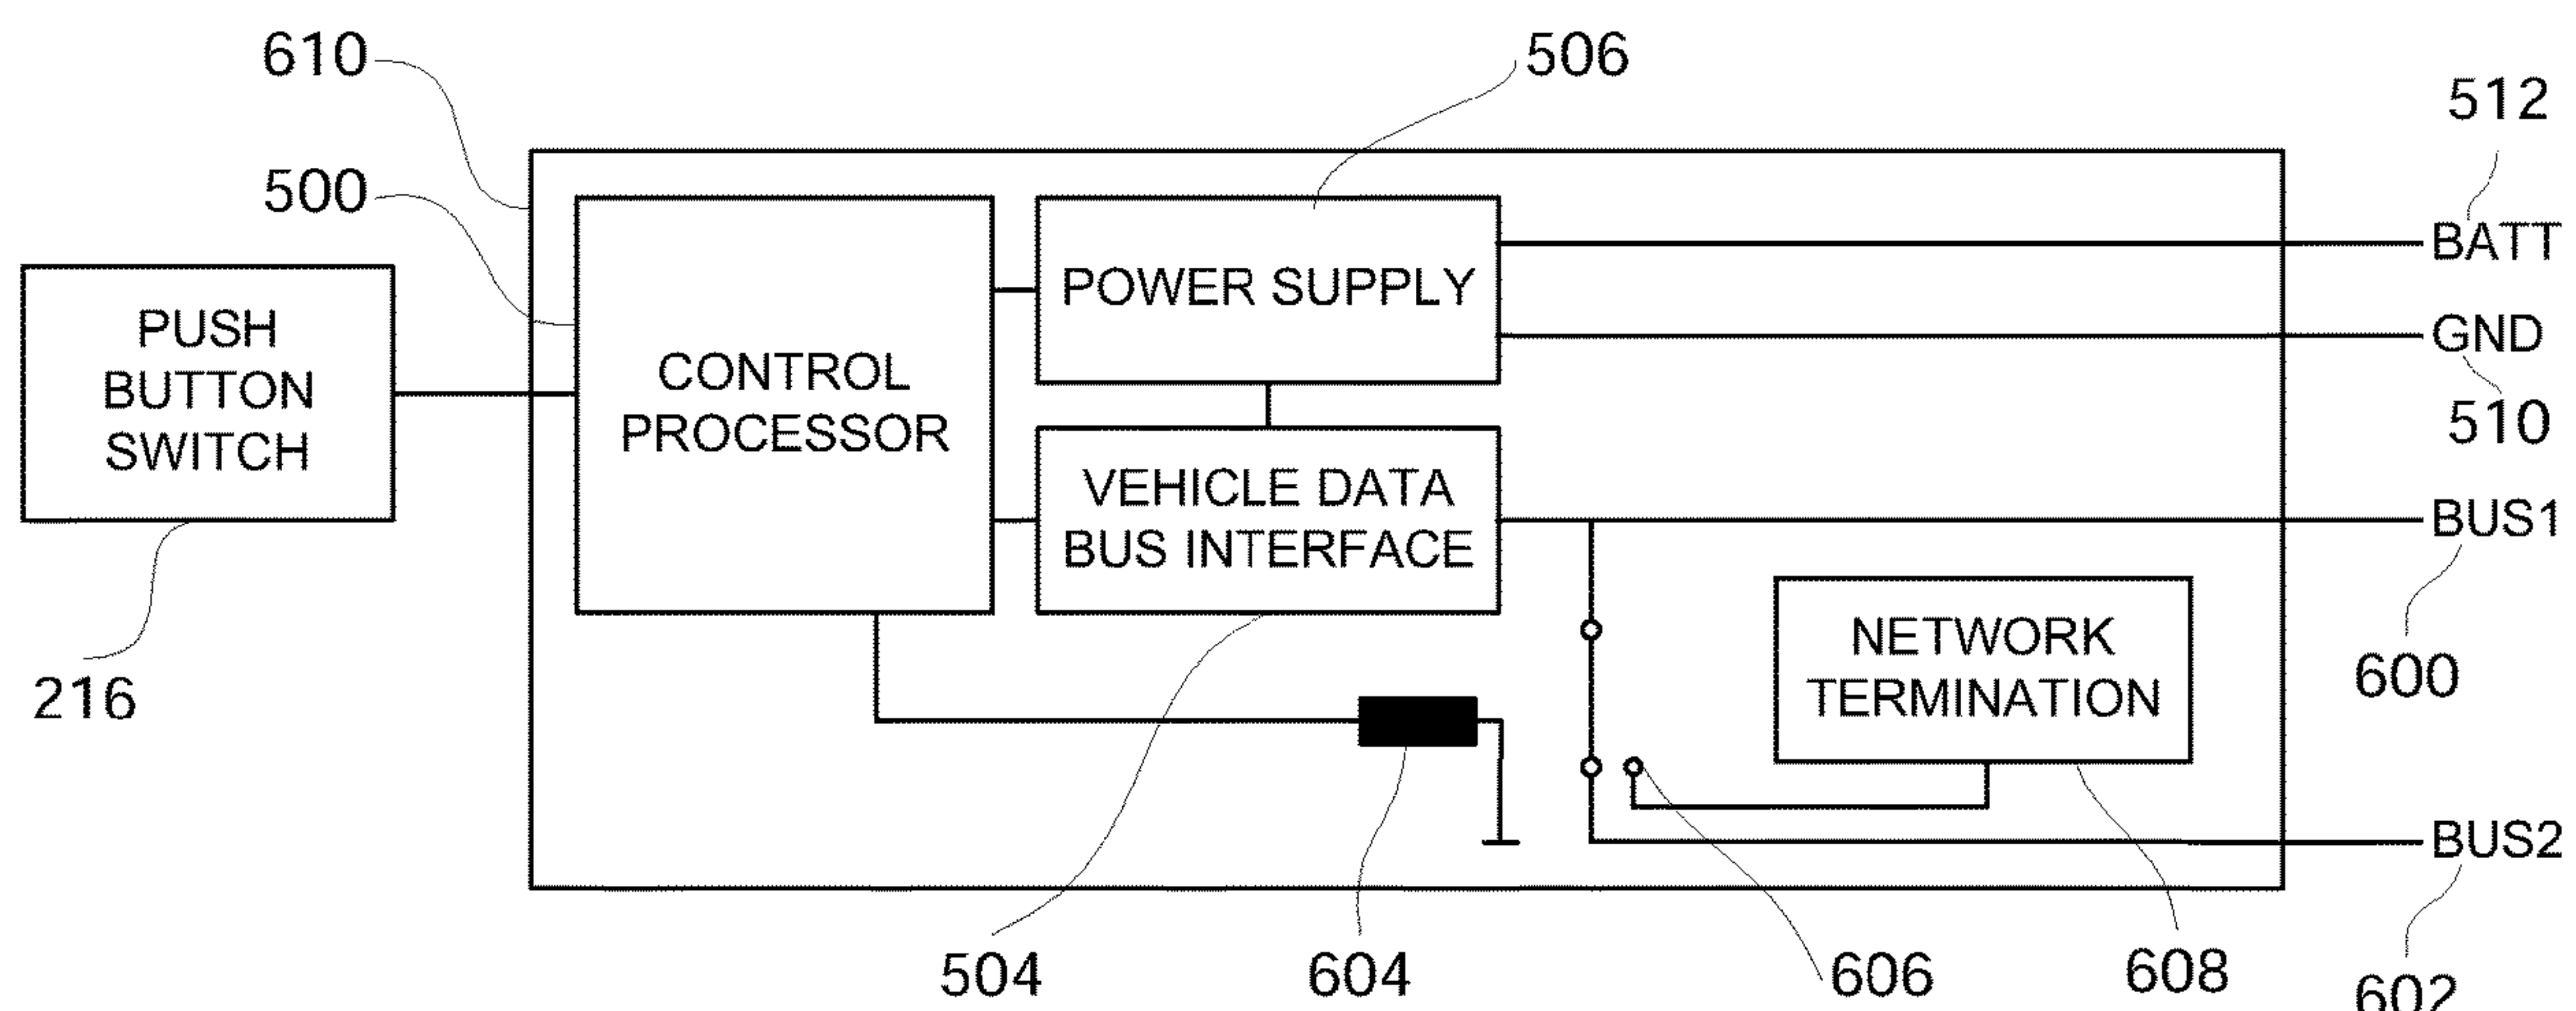 610
506
512
500
BATT
POWER SUPPLY
PUSH
BUTTON
SWITCH
GND
CONTROL
PROCESSOR
510
VEHICLE DATA
BUS INTERFACE
BUS1
NETWORK
TERMINATION
600
216
BUS2
504
604
606
608
602